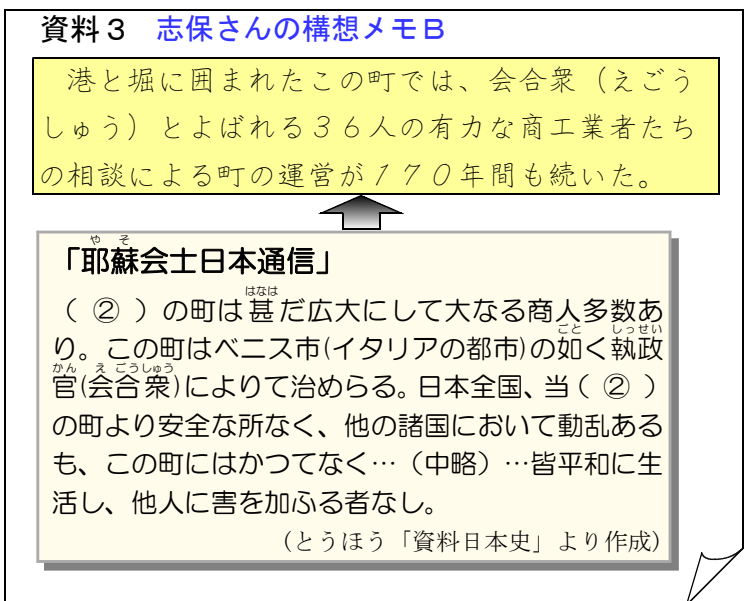 資料３　志保さんの構想メモＢ
　港と堀に囲まれたこの町では、会合衆（えごう
しゅう）とよばれる３６人の有力な商工業者たち
の相談による町の運営が１７０年間も続いた。
やそ
「耶蘇会士日本通信」
はなは
（ ② ）の町は甚だ広大にして大なる商人多数あ
ごと しっせい
り。この町はベニス市(イタリアの都市)の如く執政
かん えごうしゅう
官(会合衆)によりて治めらる。日本全国、当（ ② ）
の町より安全な所なく、他の諸国において動乱ある
も、この町にはかつてなく…（中略）…皆平和に生
活し、他人に害を加ふる者なし。
（とうほう「資料日本史」より作成）